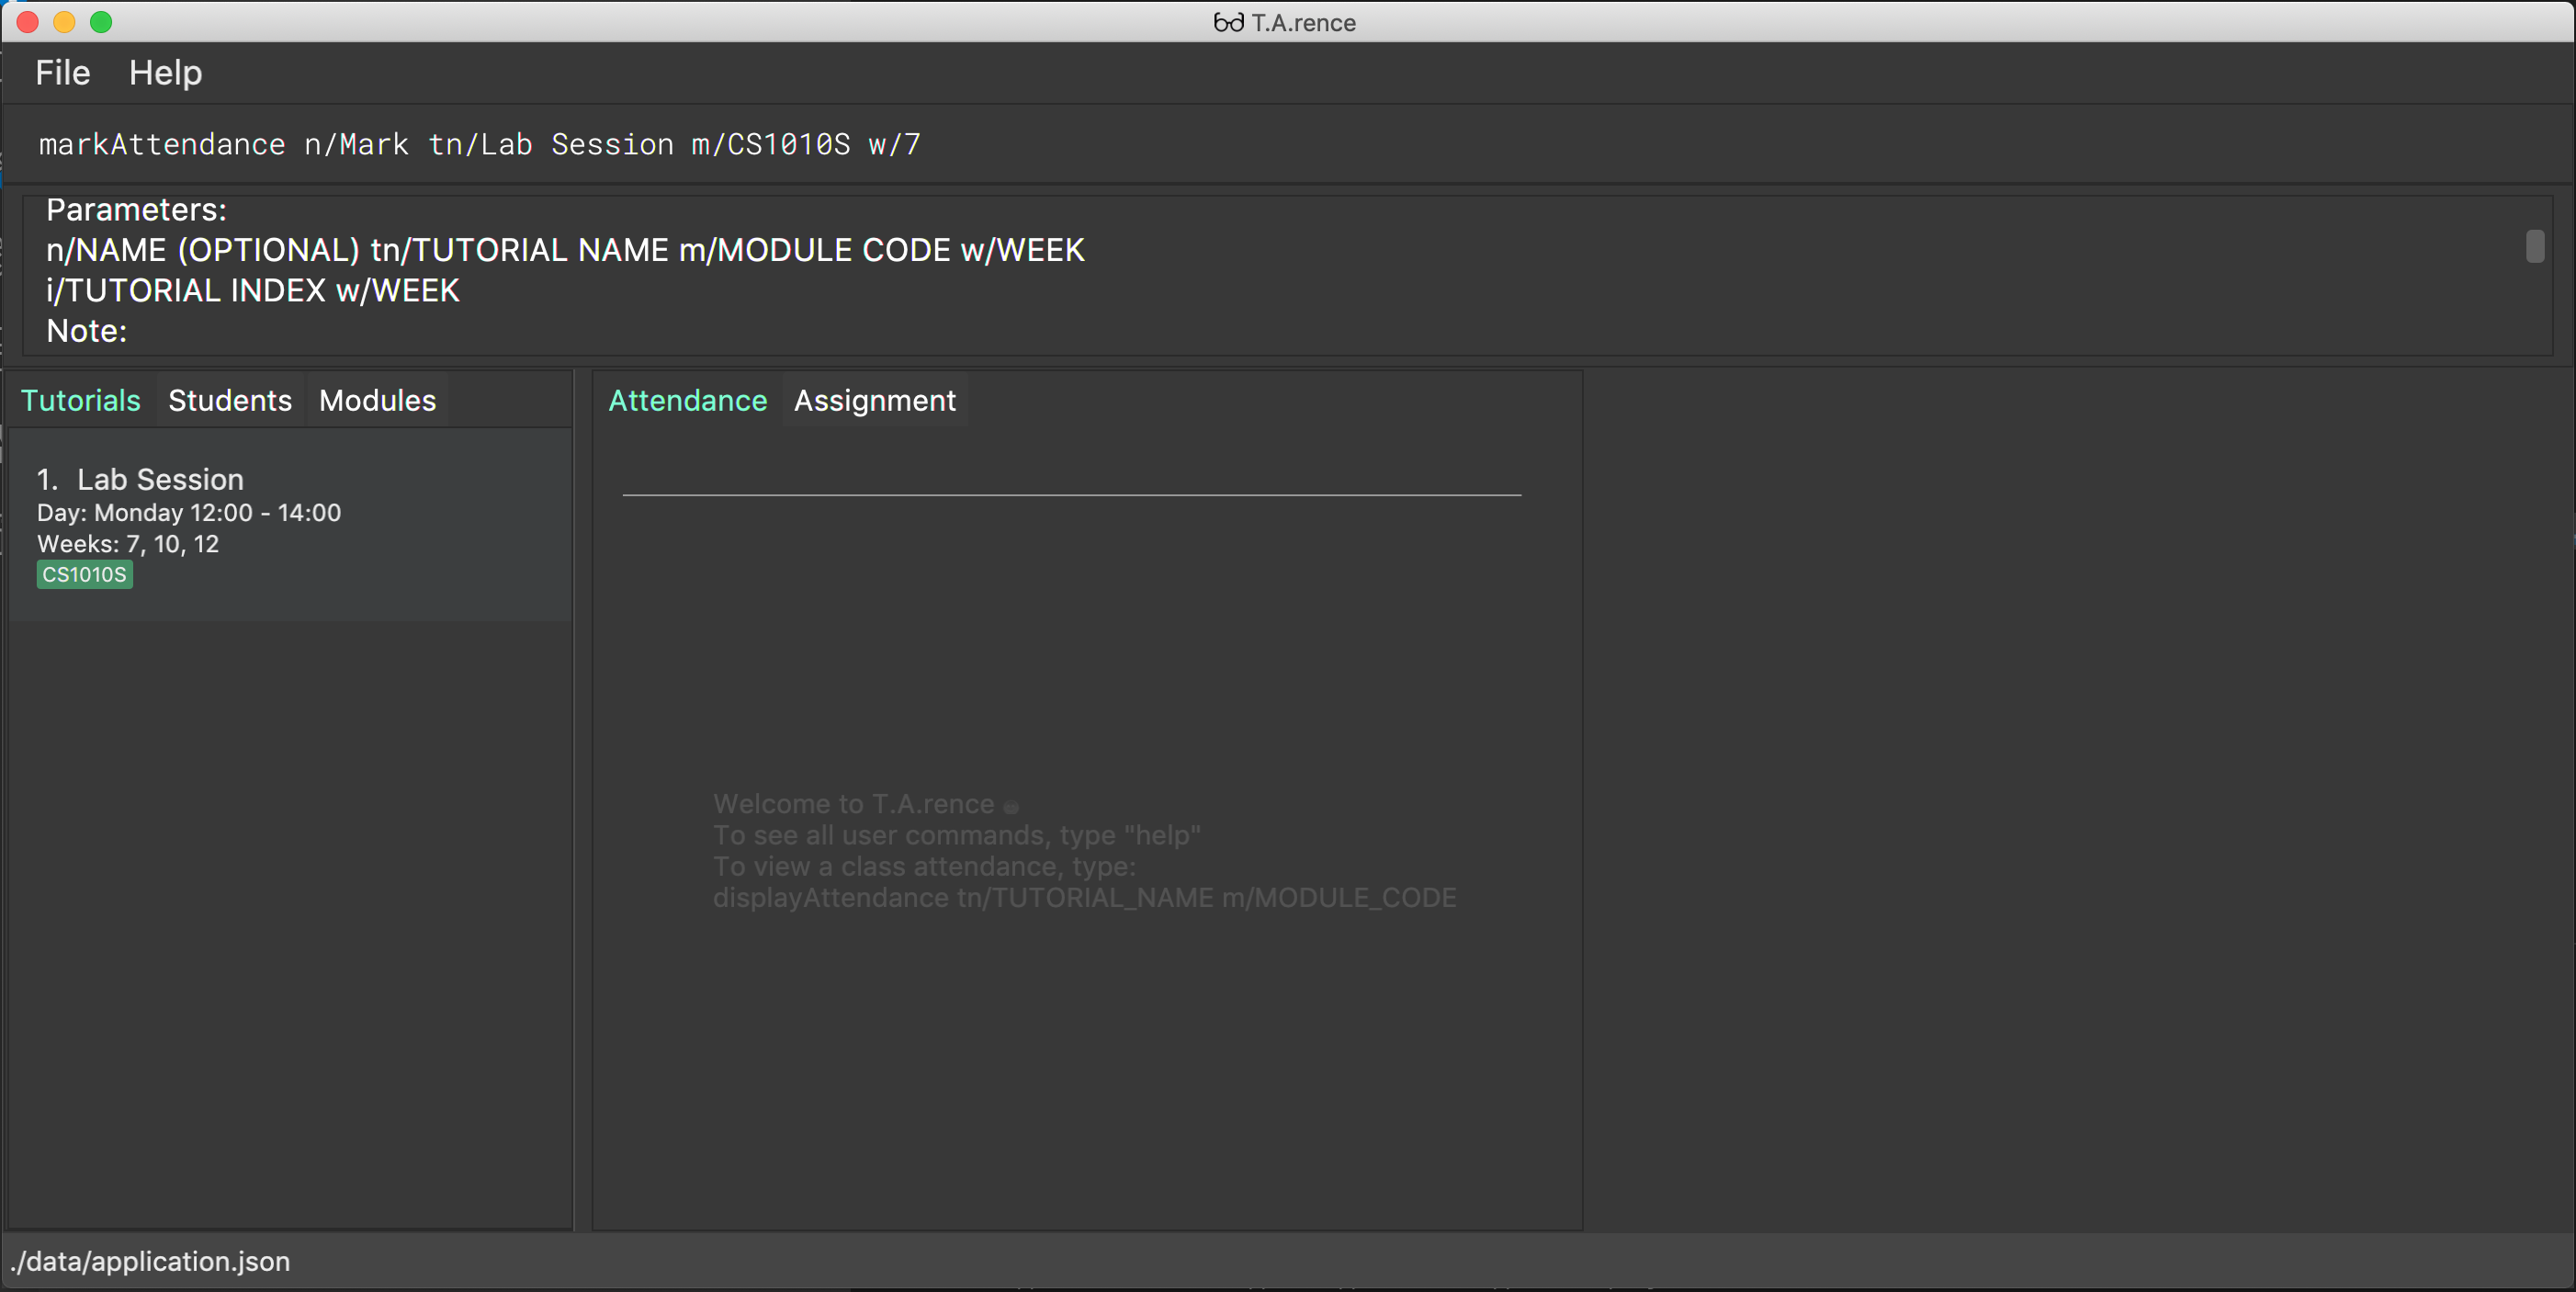 T.A.rence
File Help
markAttendance n/Mark tn/Lab Session m/CS1010S w/7
Parameters:
n/NAME (OPTIONAL) tn/TUTORIAL NAME m/MODULE CODE w/WEEK
i/TUTORIAL INDEX w/WEEK
Note:
Tutorials Students Modules
1. Lab Session
Day: Monday 12:00 - 14:00
Weeks: 7, 10, 12
CS1010S
Attendance Assignment
Welcome to T.A.rence
To see all user commands, type "help"
To view a class attendance, type:
displayAttendance tn/TUTORIAL_NAME m/MODULE_CODE
./data/application.json